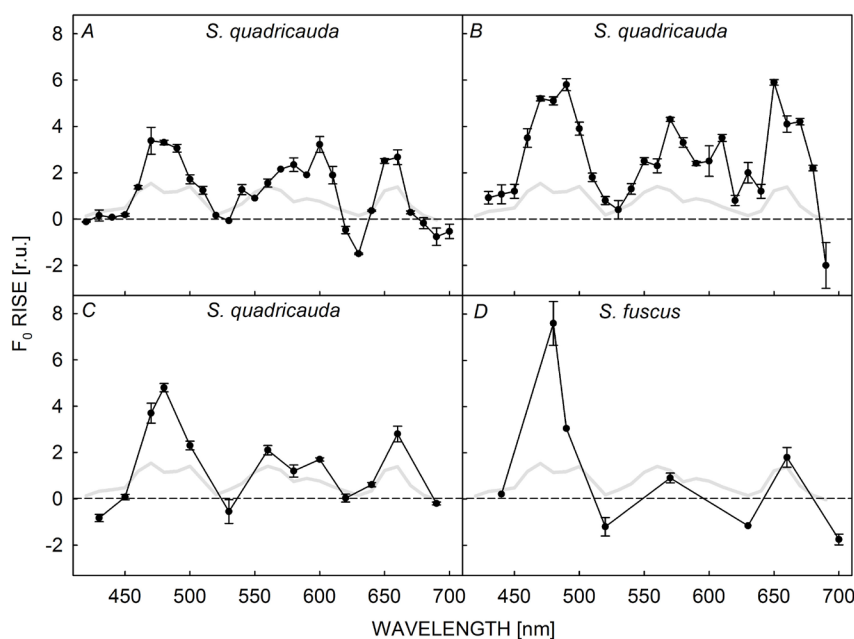 A S. quadricauda
B S. quadricauda
8
6
4
2
0
-2
C S. quadricauda
D S. fuscus
8
6
4
2
0
-2
F0 RISE [r.u.]
450 500 550 600 650 700
450 500 550 600 650 700
WAVELENGTH [nm]